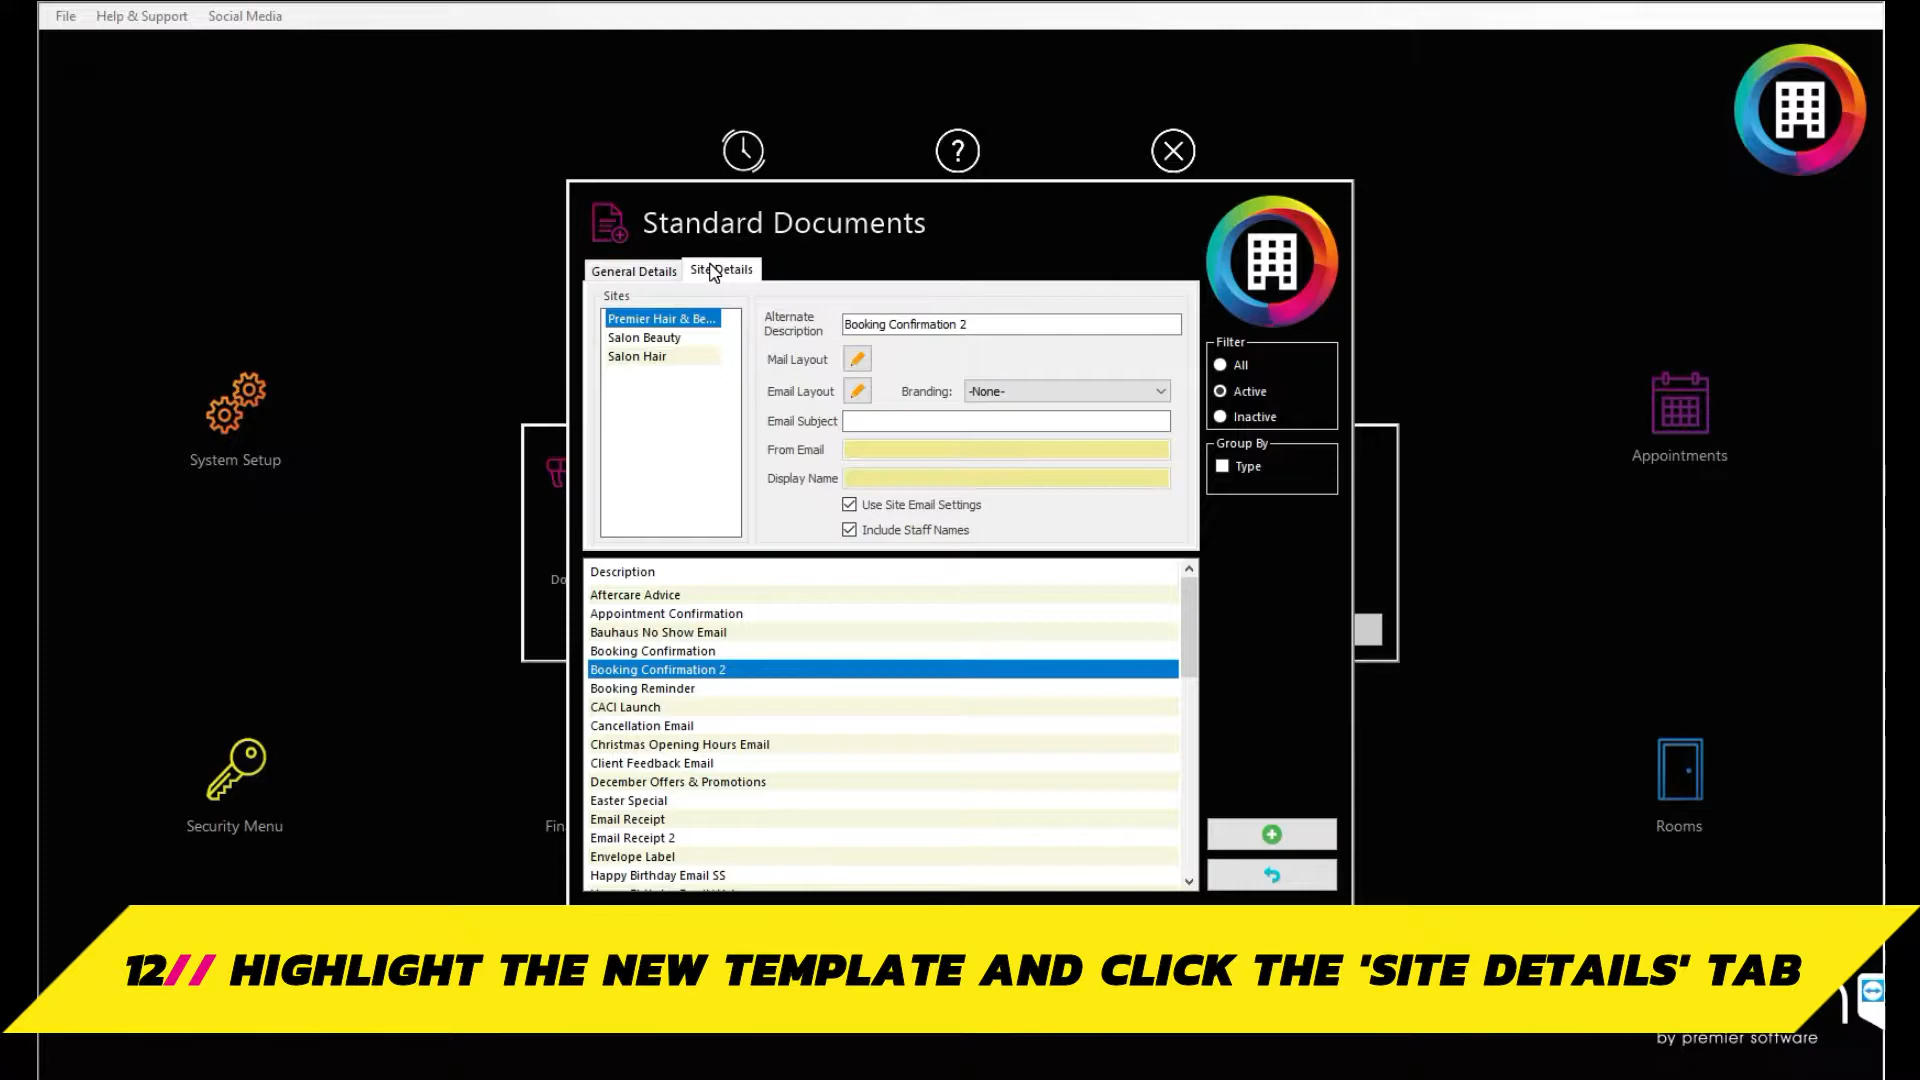 File Help & Support Social Media
?
Standard Documents
General Details Site Details
Sites
Premier Hair & Be...
Salon Beauty
Salon Hair
Alternate
Description
Booking Confirmation 2
Mail Layout
Email Layout Branding: -None-
Email Subject
From Email
Display Name
Use Site Email Settings
Include Staff Names
Filter
All
Active
Inactive
Group By
Type
System Setup
Appointments
Do
Description
Aftercare Advice
Appointment Confirmation
Bauhaus No Show Email
Booking Confirmation
Booking Confirmation 2
Booking Reminder
CACI Launch
Cancellation Email
Christmas Opening Hours Email
Client Feedback Email
December Offers & Promotions
Easter Special
Email Receipt
Email Receipt 2
Envelope Label
Happy Birthday Email SS
Security Menu
Fin
Rooms
12// HIGHLIGHT THE NEW TEMPLATE AND CLICK THE 'SITE DETAILS' TAB
by premier software